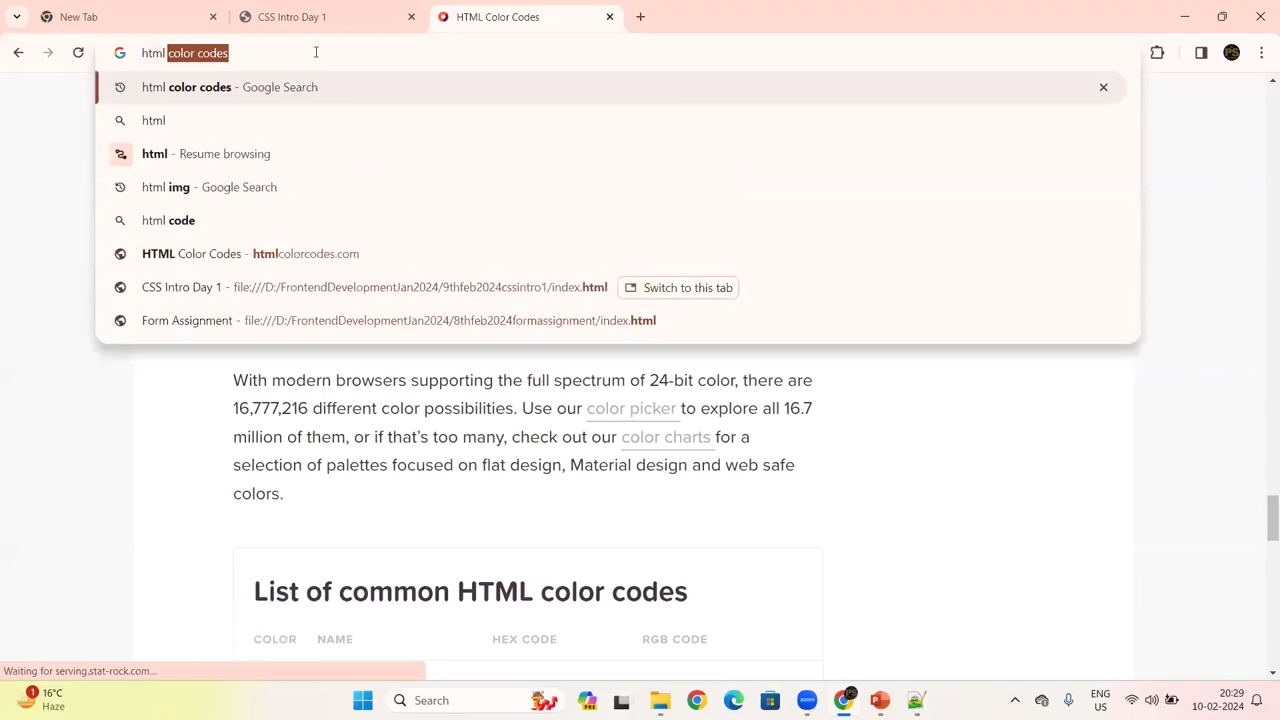 New Tab
CSS Intro Day 1
HTML Color Codes
html color codes
PS
html color codes - Google Search
html
html - Resume browsing
html img - Google Search
html code
HTML Color Codes - htmlcolorcodes.com
CSS Intro Day 1 - file:///D:/FrontendDevelopmentJan2024/9thfeb2024cssintro1/index.html
Switch to this tab
Form Assignment - file:///D:/FrontendDevelopmentJan2024/8thfeb2024formassignment/index.html
With modern browsers supporting the full spectrum of 24-bit color, there are
16,777,216 different color possibilities. Use our color picker to explore all 16.7
million of them, or if that's too many, check out our color charts for a
selection of palettes focused on flat design, Material design and web safe
colors.
List of common HTML color codes
COLOR NAME HEX CODE RGB CODE
Waiting for serving.stat-rock.com...
1
16°C
Haze
Search
PRE
zoom
ENG
US
20:29
10-02-2024